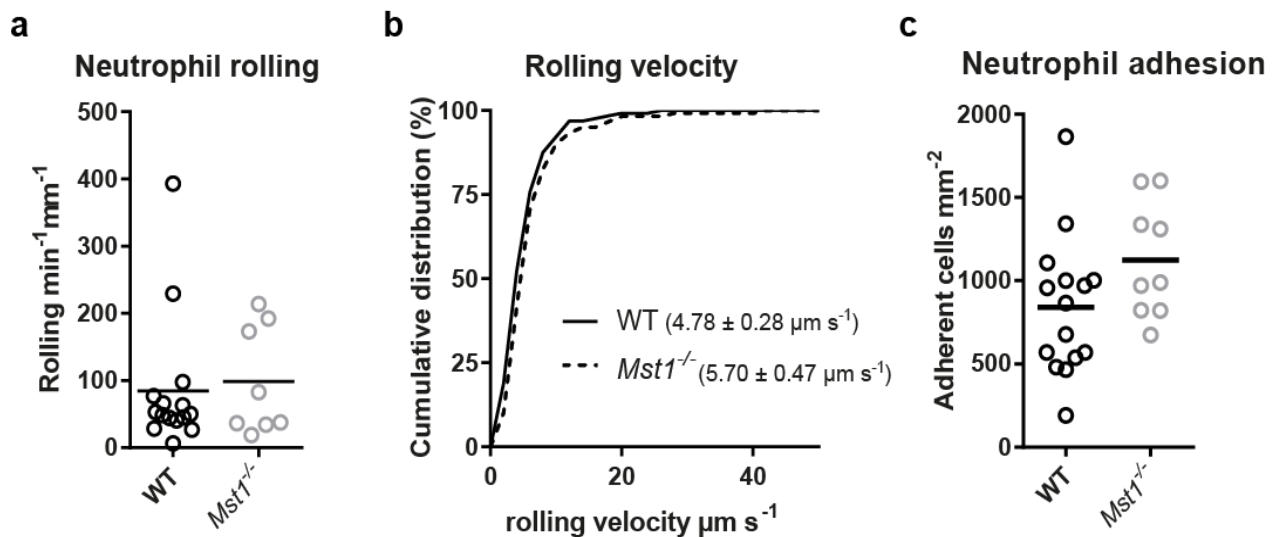 a
Neutrophil rolling
500
400
300
200
100
0
Rolling min⁻¹mm⁻¹
WT
Mst1⁻/⁻
b
Rolling velocity
100
75
50
25
0
Cumulative distribution (%)
WT (4.78 ± 0.28 µm s⁻¹)
Mst1⁻/⁻ (5.70 ± 0.47 µm s⁻¹)
0 20 40
rolling velocity µm s⁻¹
c
Neutrophil adhesion
2000
1500
1000
500
0
Adherent cells mm⁻²
WT
Mst1⁻/⁻